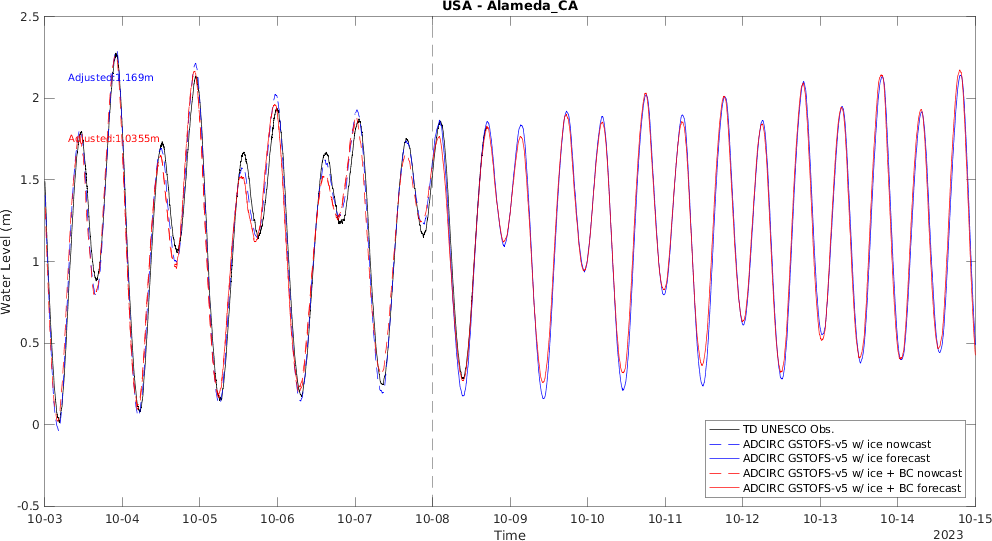 USA - Alameda_CA
2.5
2
1.5
1
0.5
0
-0.5
Water Level (m)
Adjusted:1.169m
Adjusted:1.0355m
TD UNESCO Obs.
ADCIRC GSTOFS-v5 w/ ice nowcast
ADCIRC GSTOFS-v5 w/ ice forecast
ADCIRC GSTOFS-v5 w/ ice + BC nowcast
ADCIRC GSTOFS-v5 w/ ice + BC forecast
10-03 10-04 10-05 10-06 10-07 10-08 10-09 10-10 10-11 10-12 10-13 10-14 10-15
Time
2023